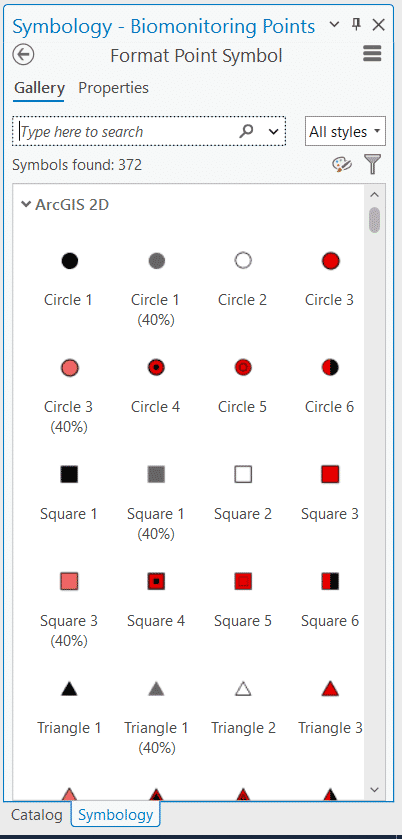 Symbology - Biomonitoring Points
Format Point Symbol
Gallery Properties
Type here to search
All styles
Symbols found: 372
ArcGIS 2D
Circle 1 Circle 1 (40%) Circle 2 Circle 3
Circle 3 (40%) Circle 4 Circle 5 Circle 6
Square 1 Square 1 (40%) Square 2 Square 3
Square 3 (40%) Square 4 Square 5 Square 6
Triangle 1 Triangle 1 (40%) Triangle 2 Triangle 3
Catalog Symbology